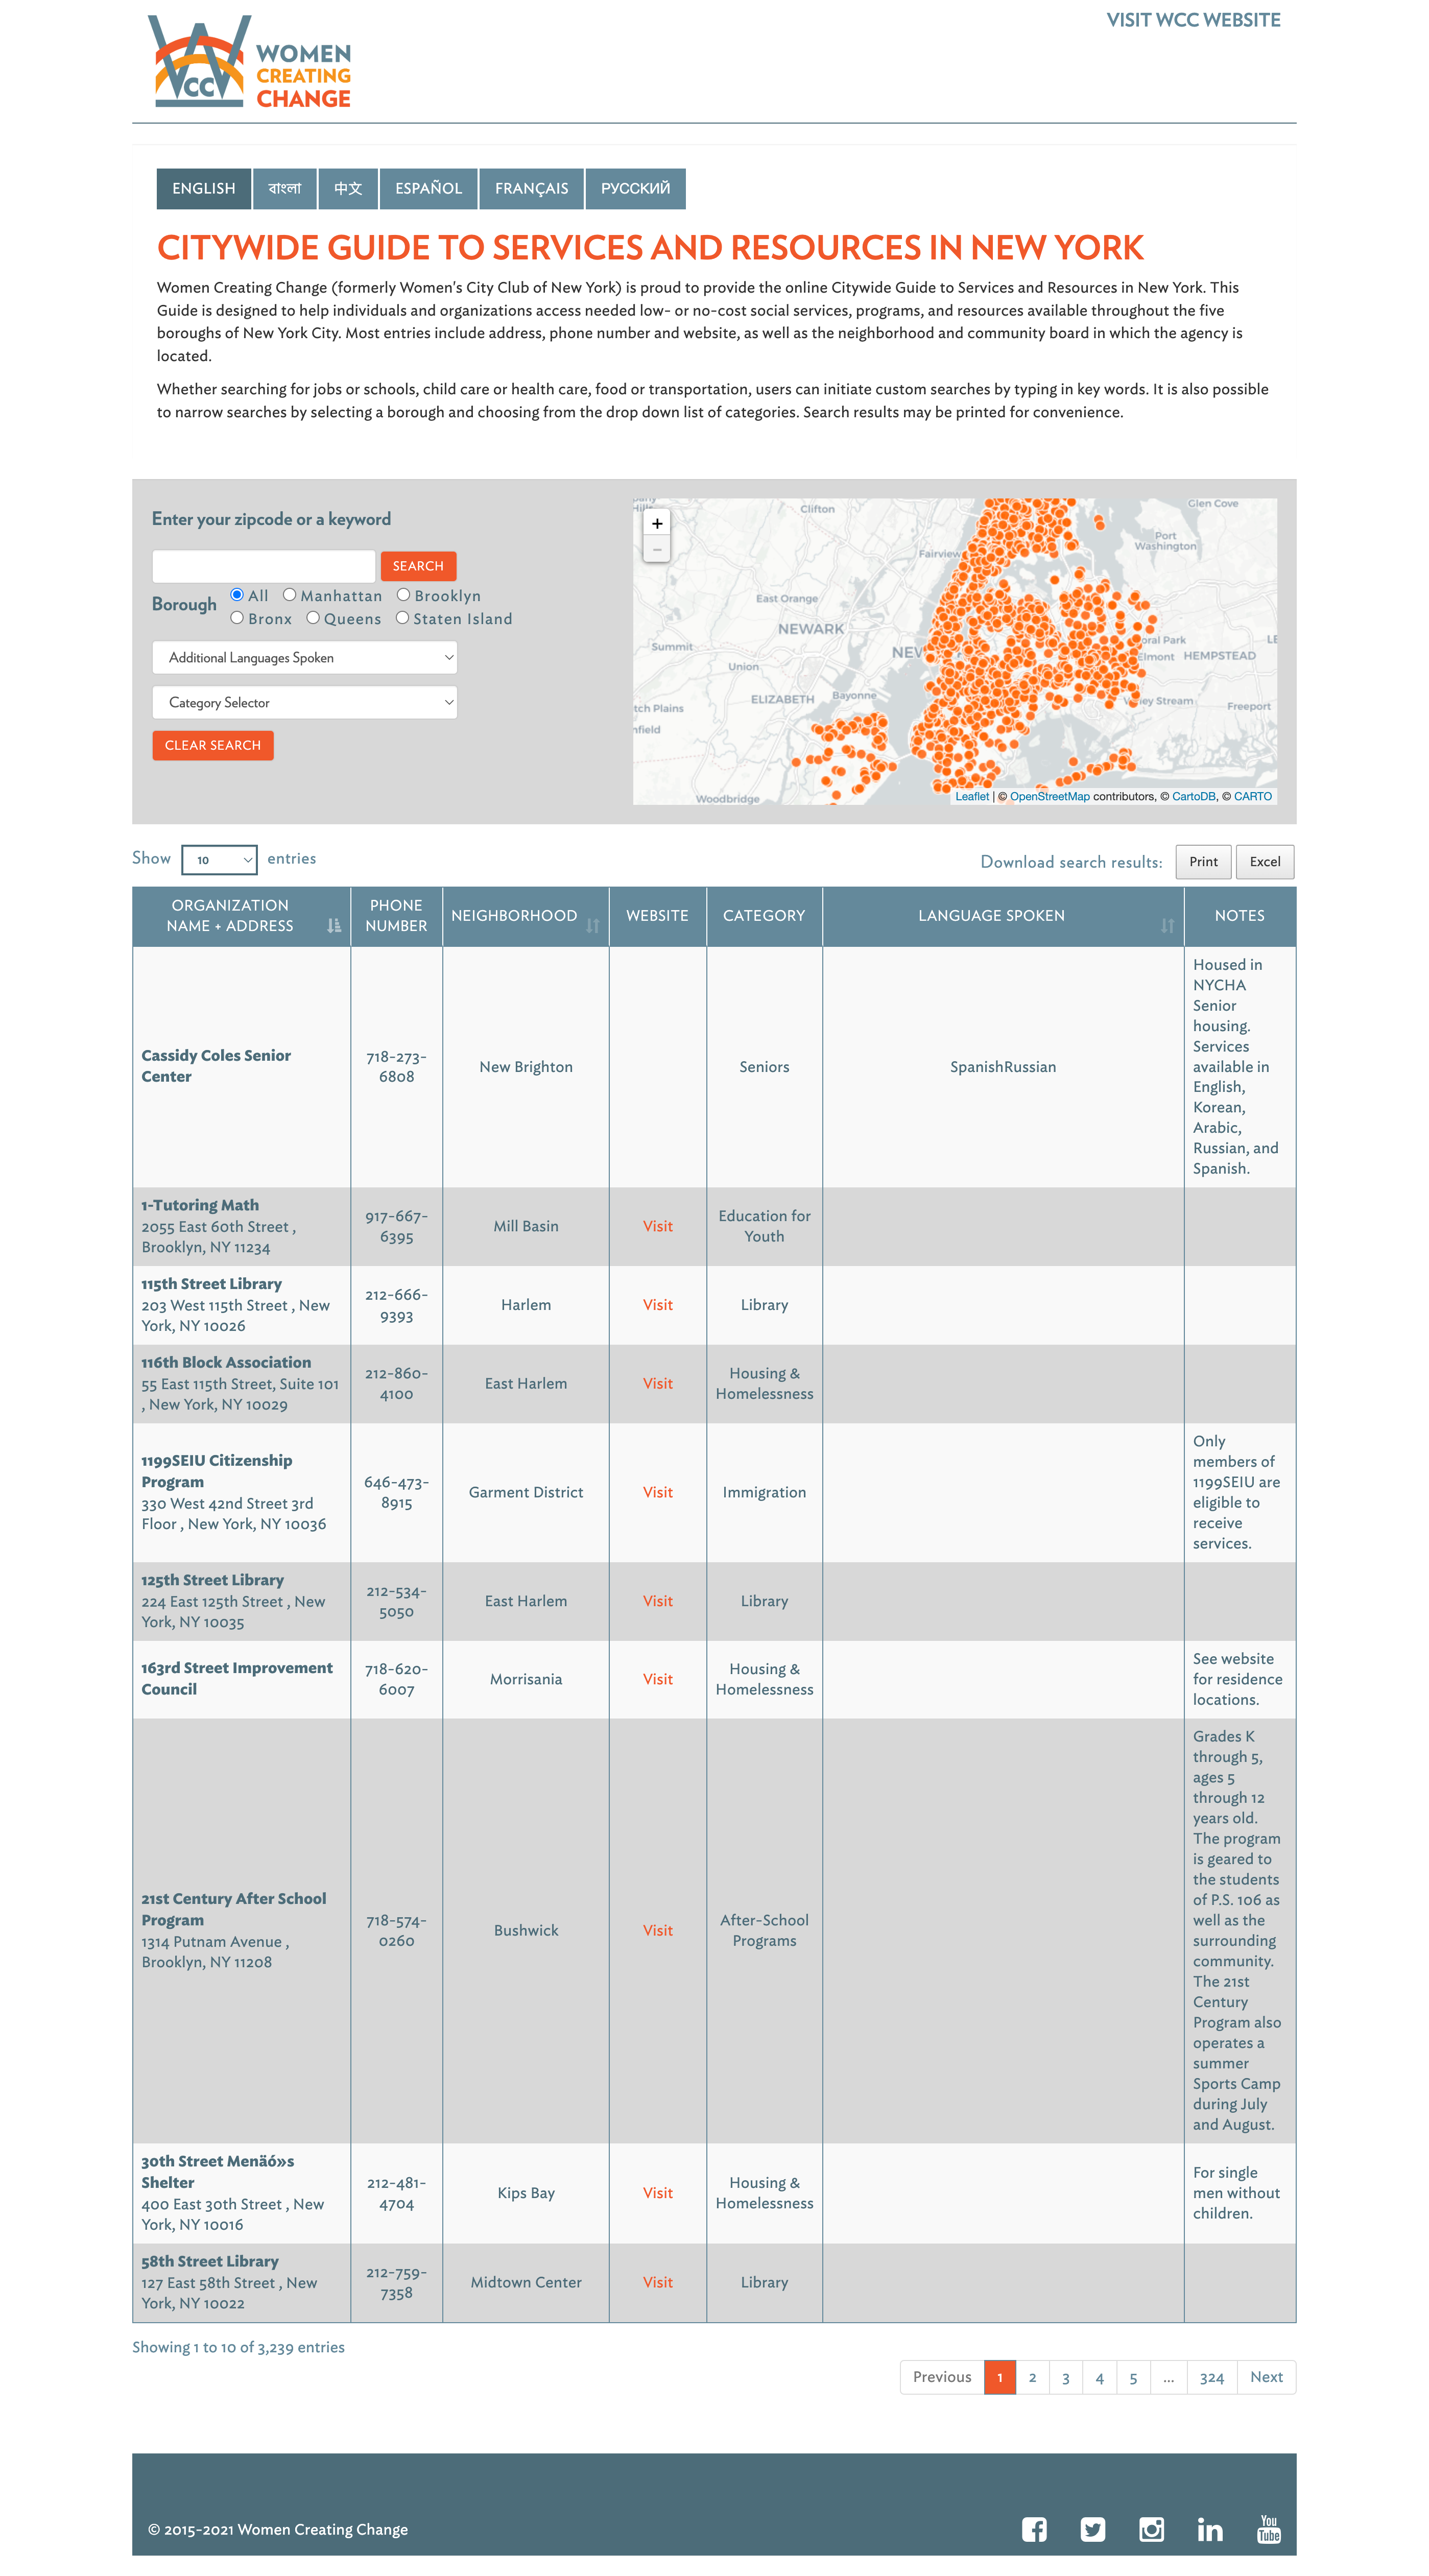 WCC
WOMEN
CREATING
CHANGE
VISIT WCC WEBSITE
ENGLISH
বাংলা
中文
ESPAÑOL
FRANÇAIS
РУССКИЙ
CITYWIDE GUIDE TO SERVICES AND RESOURCES IN NEW YORK
Women Creating Change (formerly Women's City Club of New York) is proud to provide the online Citywide Guide to Services and Resources in New York. This
Guide is designed to help individuals and organizations access needed low- or no-cost social services, programs, and resources available throughout the five
boroughs of New York City. Most entries include address, phone number and website, as well as the neighborhood and community board in which the agency is
located.
Whether searching for jobs or schools, child care or health care, food or transportation, users can initiate custom searches by typing in key words. It is also possible
to narrow searches by selecting a borough and choosing from the drop down list of categories. Search results may be printed for convenience.
Enter your zipcode or a keyword
SEARCH
Borough
All
Manhattan
Brooklyn
Bronx
Queens
Staten Island
Additional Languages Spoken
Category Selector
CLEAR SEARCH
+
−
Clifton
Glen Cove
Port
Washington
Fairview
East Orange
NEWARK
Summit
Union
NEW
oral Park
Elmont
HEMPSTEAD
ELIZABETH
Bayonne
tch Plains
nfield
ey Stream
Freeport
Woodbridge
Leaflet | © OpenStreetMap contributors, © CartoDB, © CARTO
Show
10
entries
Download search results:
Print
Excel
ORGANIZATION
NAME + ADDRESS
PHONE
NUMBER
NEIGHBORHOOD
WEBSITE
CATEGORY
LANGUAGE SPOKEN
NOTES
Cassidy Coles Senior
Center
718-273-
6808
New Brighton
Seniors
SpanishRussian
Housed in
NYCHA
Senior
housing.
Services
available in
English,
Korean,
Arabic,
Russian, and
Spanish.
1-Tutoring Math
2055 East 60th Street ,
Brooklyn, NY 11234
917-667-
6395
Mill Basin
Visit
Education for
Youth
115th Street Library
203 West 115th Street , New
York, NY 10026
212-666-
9393
Harlem
Visit
Library
116th Block Association
55 East 115th Street, Suite 101
, New York, NY 10029
212-860-
4100
East Harlem
Visit
Housing &
Homelessness
1199SEIU Citizenship
Program
330 West 42nd Street 3rd
Floor , New York, NY 10036
646-473-
8915
Garment District
Visit
Immigration
Only
members of
1199SEIU are
eligible to
receive
services.
125th Street Library
224 East 125th Street , New
York, NY 10035
212-534-
5050
East Harlem
Visit
Library
163rd Street Improvement
Council
718-620-
6007
Morrisania
Visit
Housing &
Homelessness
See website
for residence
locations.
21st Century After School
Program
1314 Putnam Avenue ,
Brooklyn, NY 11208
718-574-
0260
Bushwick
Visit
After-School
Programs
Grades K
through 5,
ages 5
through 12
years old.
The program
is geared to
the students
of P.S. 106 as
well as the
surrounding
community.
The 21st
Century
Program also
operates a
summer
Sports Camp
during July
and August.
30th Street Menäó»s
Shelter
400 East 30th Street , New
York, NY 10016
212-481-
4704
Kips Bay
Visit
Housing &
Homelessness
For single
men without
children.
58th Street Library
127 East 58th Street , New
York, NY 10022
212-759-
7358
Midtown Center
Visit
Library
Showing 1 to 10 of 3,239 entries
Previous
1
2
3
4
5
…
324
Next
© 2015-2021 Women Creating Change
in
You
Tube